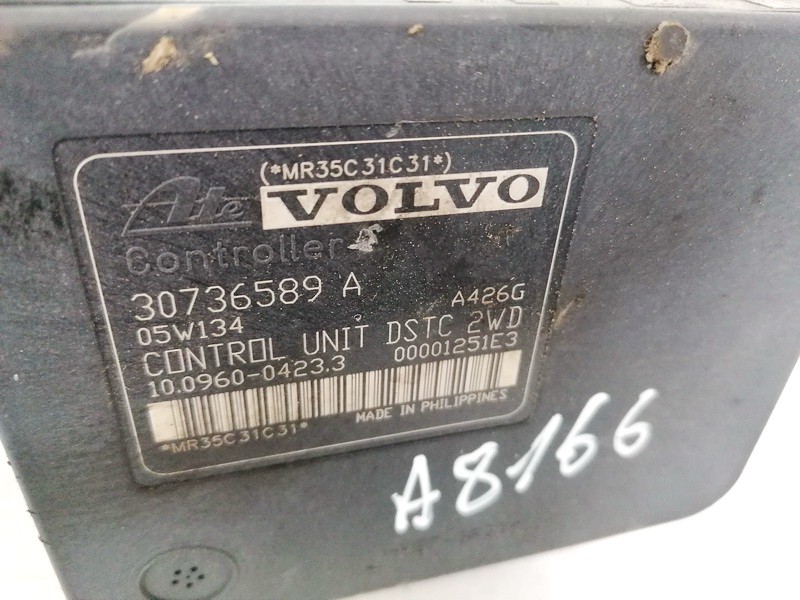 (*MR35C31C31*)
Ate VOLVO
Controller
30736589 A
05W134 A426G
CONTROL UNIT DSTC 2WD
10.0960-0423.3 00001251E3
MADE IN PHILIPPINES
*MR35C31C31*
A8166